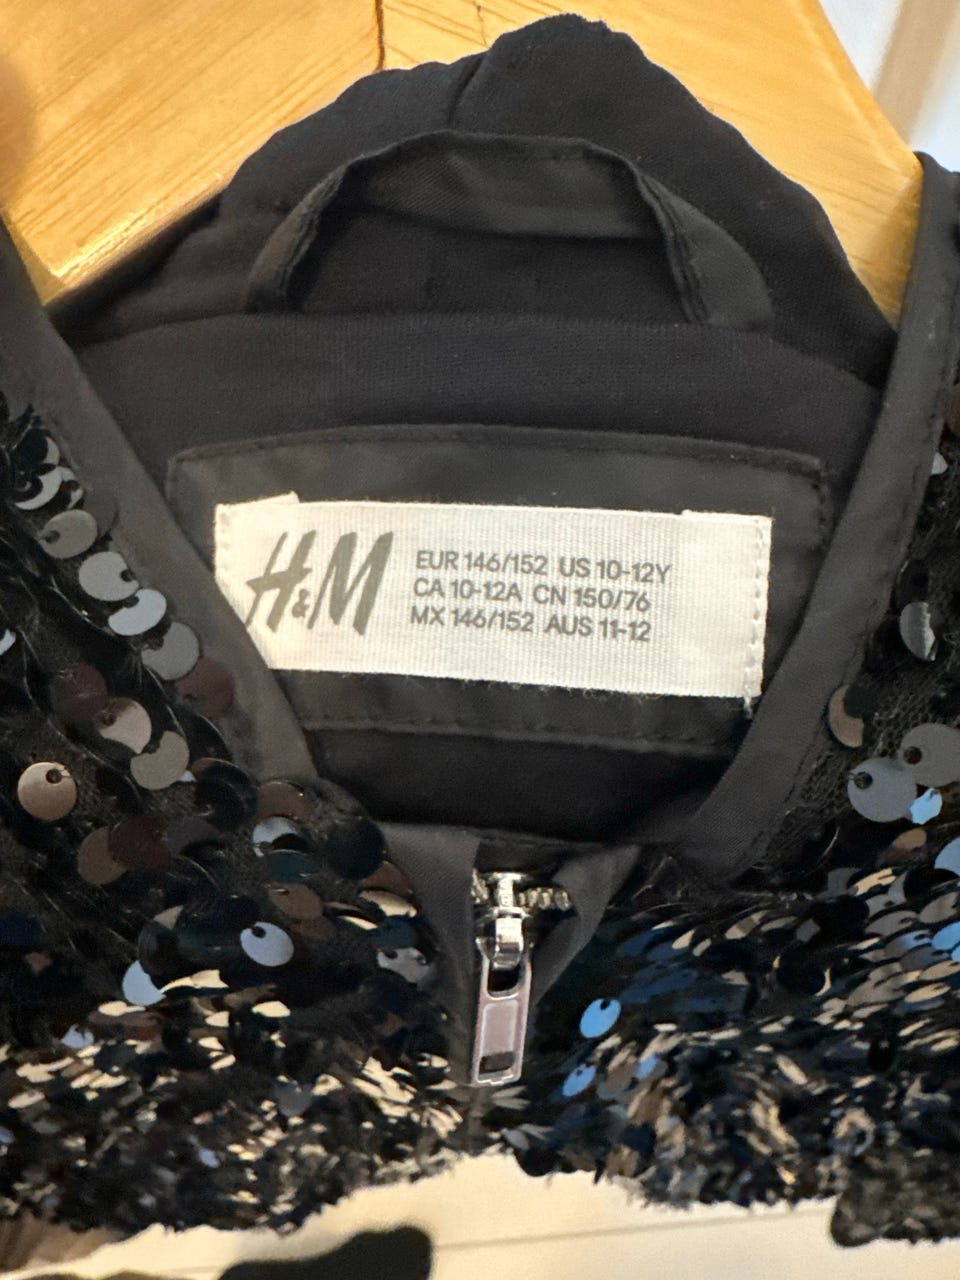 H&M
EUR 146/152 US 10-12Y
CA 10-12A CN 150/76
MX 146/152 AUS 11-12